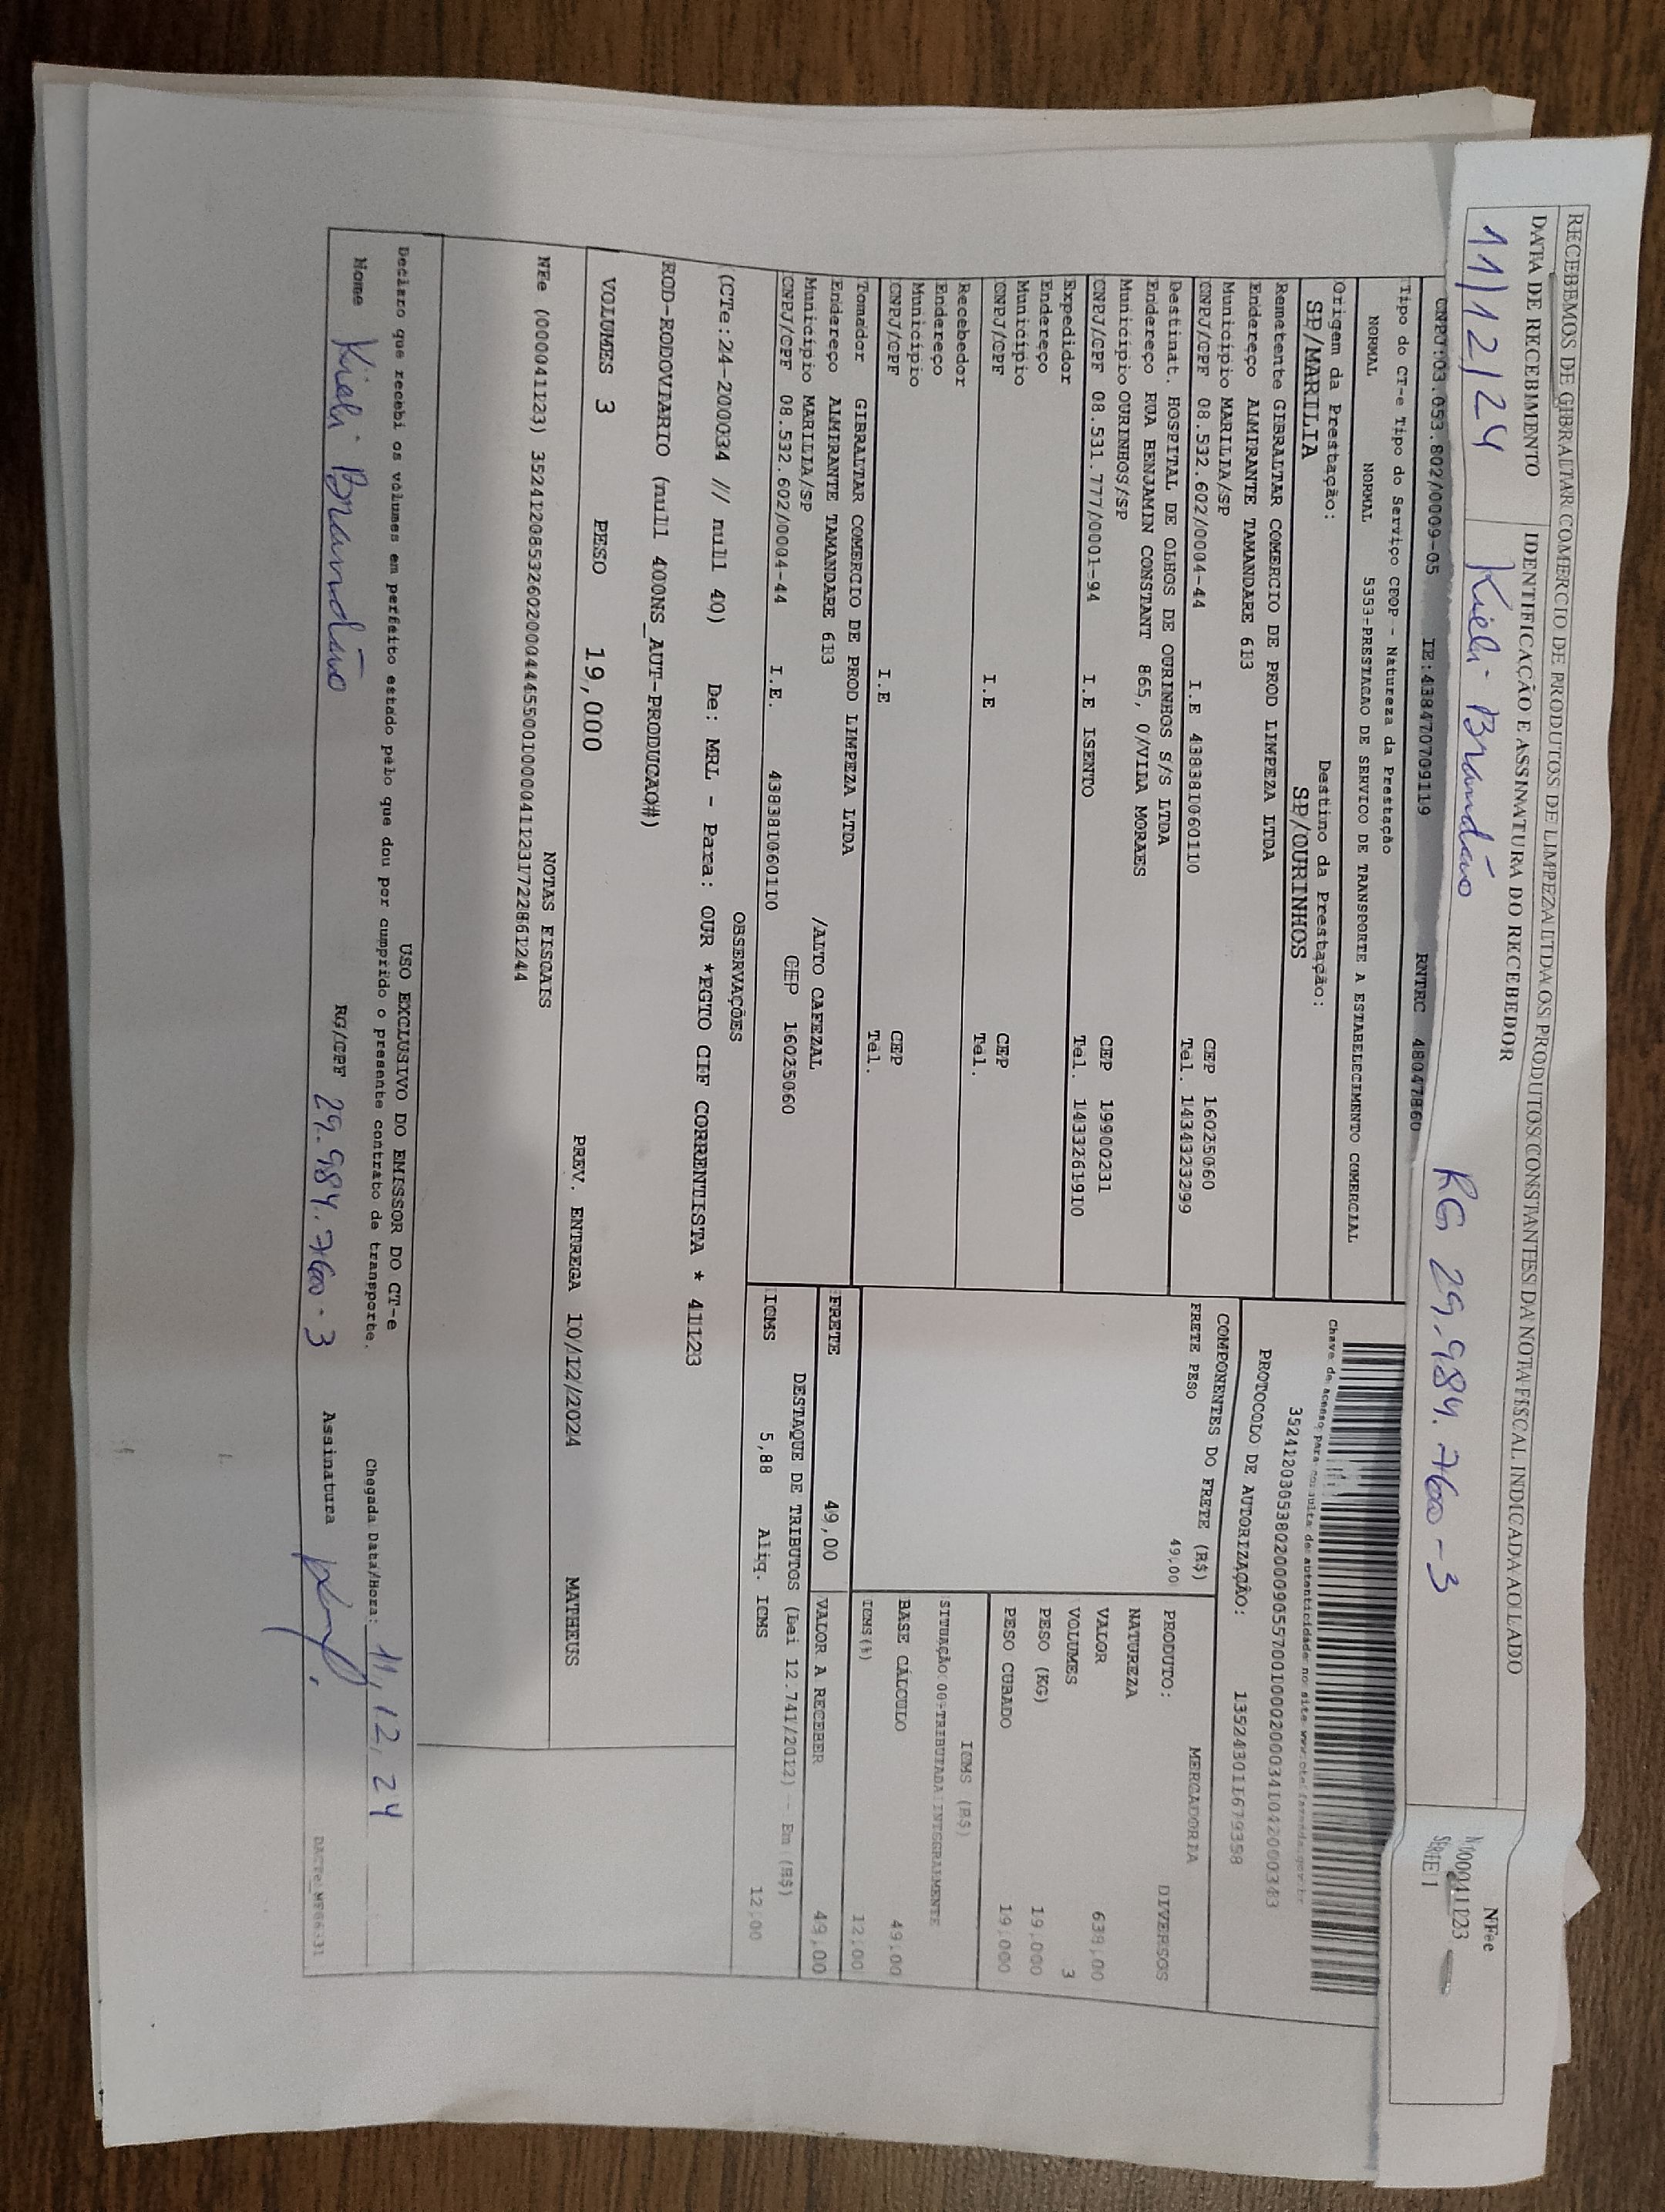 RECEBEMOS DE GIBRALTAR COMERCIO DE PRODUTOS DE LIMPEZA LTDA OS PRODUTOS CONSTANTES DA NOTA FISCAL INDICADA AO LADO
DATA DE RECEBIMENTO
IDENTIFICAÇÃO E ASSINATURA DO RECEBEDOR
11/12/24
Kieli Brandão
RG 29.984.760-3
NFee
N000041123
SERIE 1
CNPJ:03.053.802/0009-05 IE:438470709119 RNTRC 48047860
Tipo do CT-e Tipo do Serviço CFOP - Natureza da Prestação
NORMAL NORMAL 5353-PRESTACAO DE SERVICO DE TRANSPORTE A ESTABELECIMENTO COMERCIAL
Origem da Prestação: Destino da Prestação:
SP/MARILIA SP/OURINHOS
Chave de acesso para consulta de autenticidade no site www.cte.fazenda.gov.br
PROTOCOLO DE AUTORIZAÇÃO:
Remetente GIBRALTAR COMERCIO DE PROD LIMPEZA LTDA
Endereço ALMIRANTE TAMANDARE 613
Município MARILIA/SP CEP 16025060
CNPJ/CPF 08.532.602/0004-44 I.E 438381060110 Tel. 1434323299
Destinat. HOSPITAL DE OLHOS DE OURINHOS S/S LTDA
Endereço RUA BENJAMIN CONSTANT 865, 0/VILA MORAES
Município OURINHOS/SP CEP 19900231
CNPJ/CPF 08.531.777/0001-94 I.E ISENTO Tel. 1433261910
Expedidor
Endereço
Município CEP
CNPJ/CPF I.E Tel.
Recebedor
Endereço
Município CEP
CNPJ/CPF I.E Tel.
Tomador GIBRALTAR COMERCIO DE PROD LIMPEZA LTDA
Endereço ALMIRANTE TAMANDARE 613 /ALTO CAFEZAL
Município MARILIA/SP CEP 16025060
CNPJ/CPF 08.532.602/0004-44 I.E. 438381060110
COMPONENTES DO FRETE (R$)
FRETE PESO 49,00
FRETE 49,00
PRODUTO: MERCADORIA
NATUREZA DIVERSOS
VALOR 638,00
VOLUMES 3
PESO (KG) 19,000
PESO CUBADO 19,000
ICMS (R$)
SITUAÇÃO 00-TRIBUTADA INTEGRALMENTE
BASE CÁLCULO 49,00
ICMS(%) 12,00
VALOR A RECEBER 49,00
DESTAQUE DE TRIBUTOS (Lei 12.741/2012) - Em (R$)
ICMS 5,88 Aliq. ICMS 12,00
OBSERVAÇÕES
(CTe:24-200034 /// null 40) De: MRL - Para: OUR *PGTO CIF CORRENTISTA * 41123
ROD-RODOVIARIO (null 400NS_AUT-PRODUCAO#)
VOLUMES 3 PESO 19,000 PREV. ENTREGA 10/12/2024 MATHEUS
NOTAS FISCAIS
USO EXCLUSIVO DO EMISSOR DO CT-e
Declaro que recebi os volumes em perfeito estado pelo que dou por cumprido o presente contrato de transporte.
Chegada Data/Hora: 11,12,24
Nome Kieli Brandão RG/CPF 29.984.760-3 Assinatura